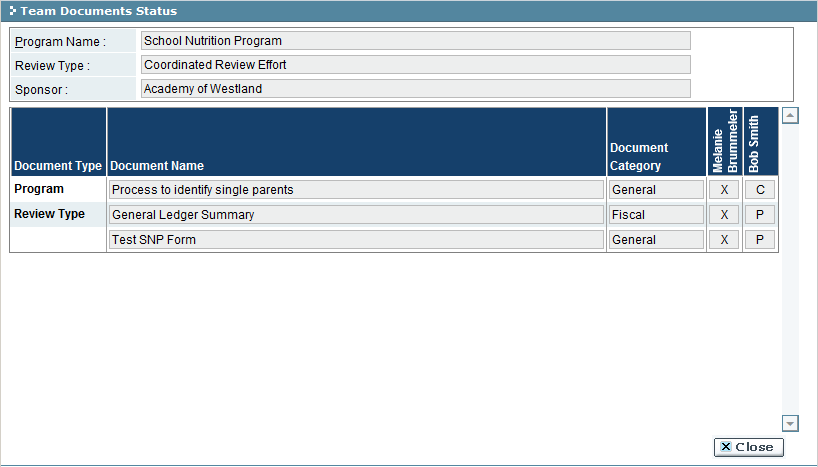 Team Documents Status
Program Name : School Nutrition Program
Review Type : Coordinated Review Effort
Sponsor : Academy of Westland
Document Type Document Name Document Category Melanie Brummeler Bob Smith
Program Process to identify single parents General X C
Review Type General Ledger Summary Fiscal X P
Test SNP Form General X P
Close